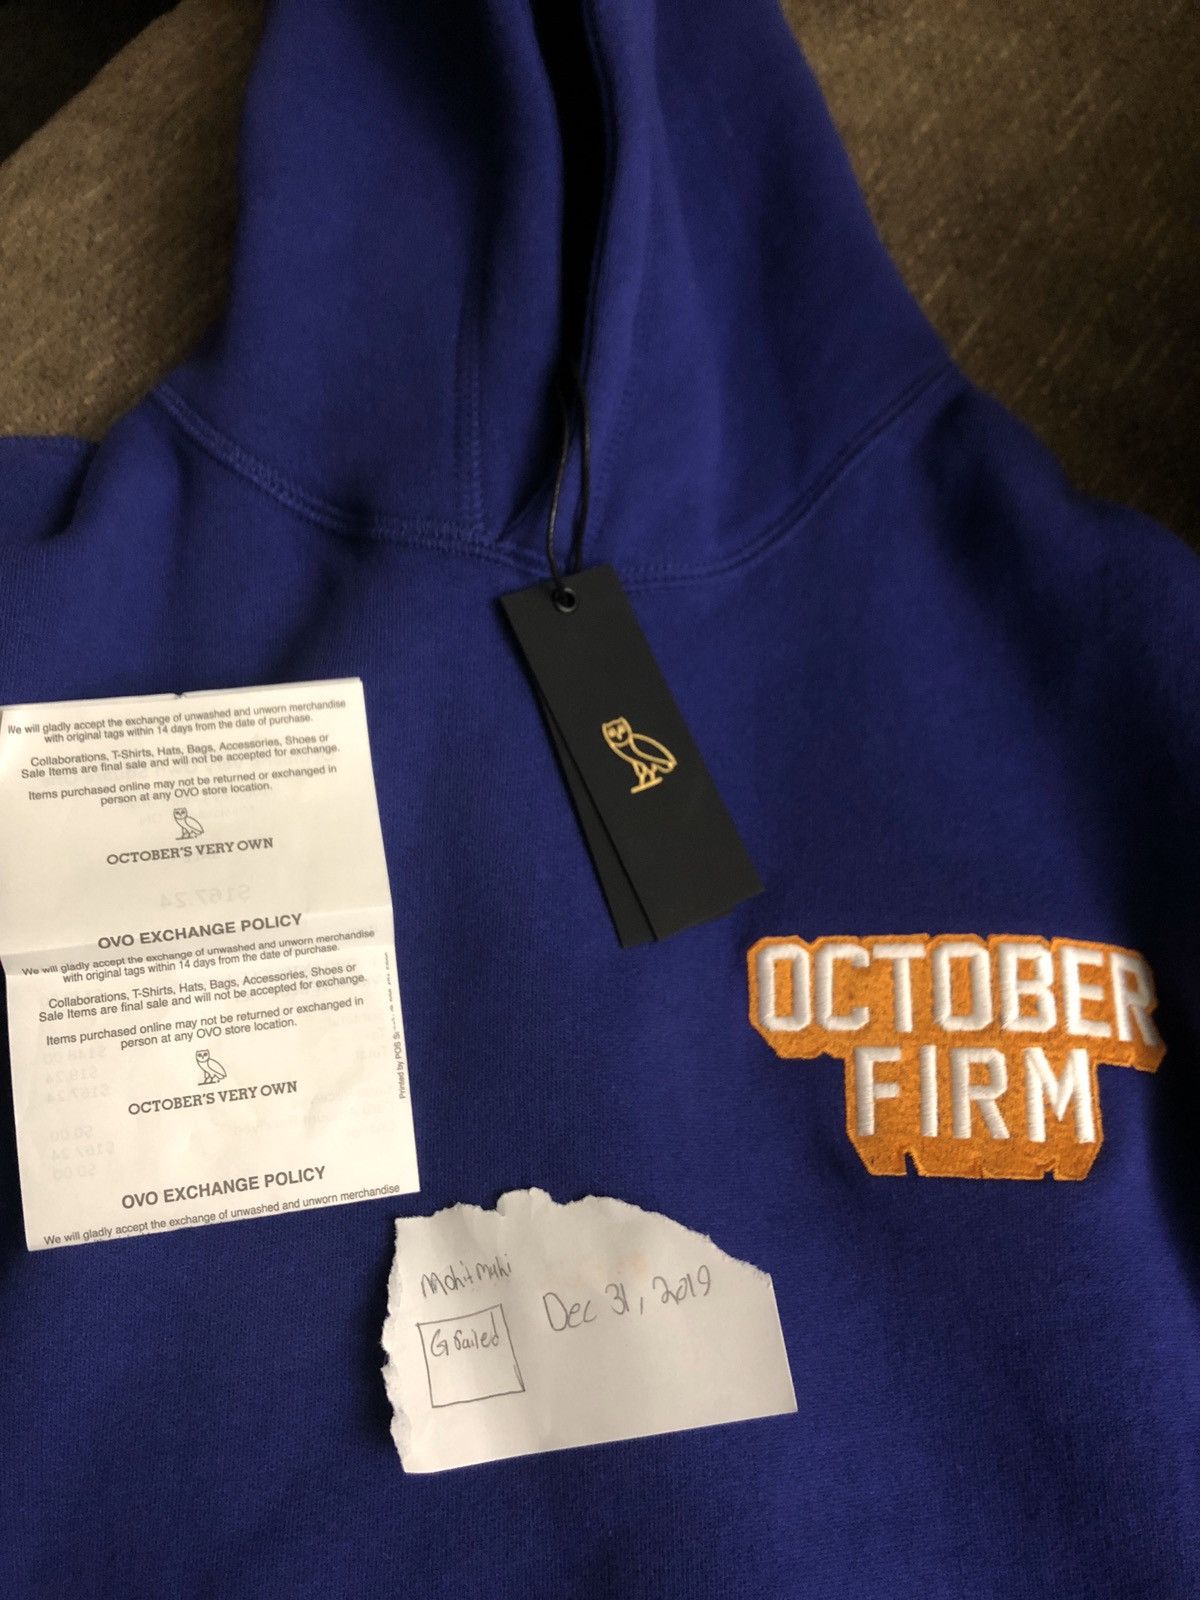 We will gladly accept the exchange of unwashed and unworn merchandise
with original tags within 14 days from the date of purchase.
Collaborations, T-Shirts, Hats, Bags, Accessories, Shoes or
Sale Items are final sale and will not be accepted for exchange.
Items purchased online may not be returned or exchanged in
person at any OVO store location.
OCTOBER'S VERY OWN
$167.24
OVO EXCHANGE POLICY
We will gladly accept the exchange of unwashed and unworn merchandise
with original tags within 14 days from the date of purchase.
Collaborations, T-Shirts, Hats, Bags, Accessories, Shoes or
Sale Items are final sale and will not be accepted for exchange.
Items purchased online may not be returned or exchanged in
person at any OVO store location.
OCTOBER'S VERY OWN
Printed by POS
OVO EXCHANGE POLICY
We will gladly accept the exchange of unwashed and unworn merchandise
OCTOBER
FIRM
Grailed
Dec 31, 2019